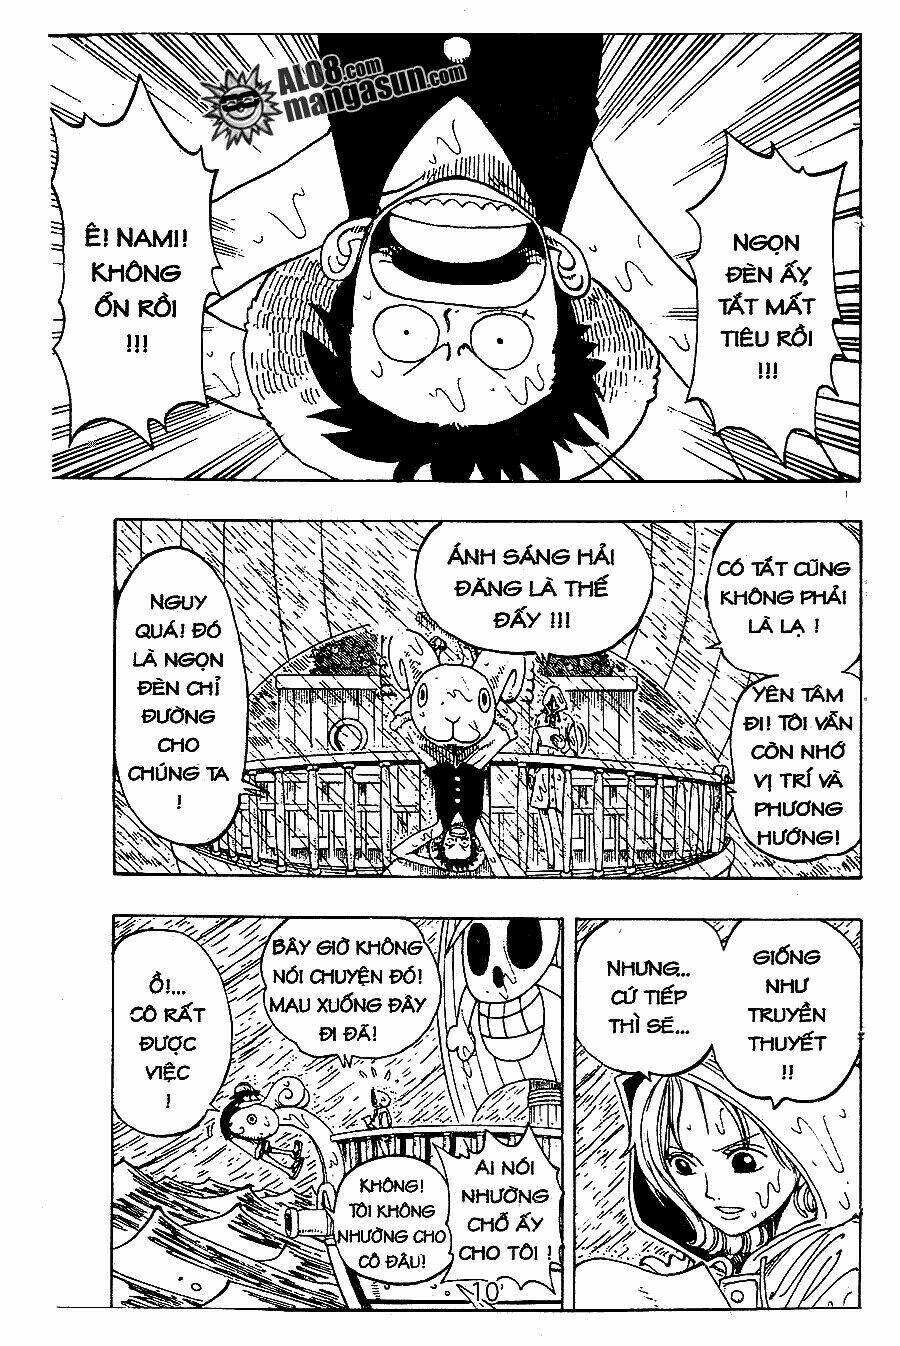 ALO8.com
mangasun.com
NGỌN
ĐÈN ẤY,
TẮT MẤT
TIÊU RỒI
!!!
Ê! NAMI!
KHÔNG
ỔN RỒI
!!!
CÓ TẮT CŨNG
KHÔNG PHẢI
LÀ LẠ !
YÊN TÂM
ĐI! TÔI VẪN
CÒN NHỚ
VỊ TRÍ VÀ
PHƯƠNG
HƯỚNG!
ÁNH SÁNG HẢI
ĐĂNG LÀ THẾ
ĐẤY !!!
NGUY
QUÁ! ĐÓ
LÀ NGỌN
ĐÈN CHỈ
ĐƯỜNG
CHO
CHÚNG TA
!
GIỐNG
NHƯ
TRUYỀN
THUYẾT
!!
NHƯNG...
CỨ TIẾP
THÌ SẼ...
BÂY GIỜ KHÔNG
NÓI CHUYỆN ĐÓ!
MAU XUỐNG ĐÂY
ĐI ĐÃ!
Ồ!...
CÔ RẤT
ĐƯỢC
VIỆC
!
AI NÓI
NHƯỜNG
CHỖ ẤY
CHO TÔI !
KHÔNG!
TÔI KHÔNG
NHƯỜNG CHO
CÔ ĐÂU!
10